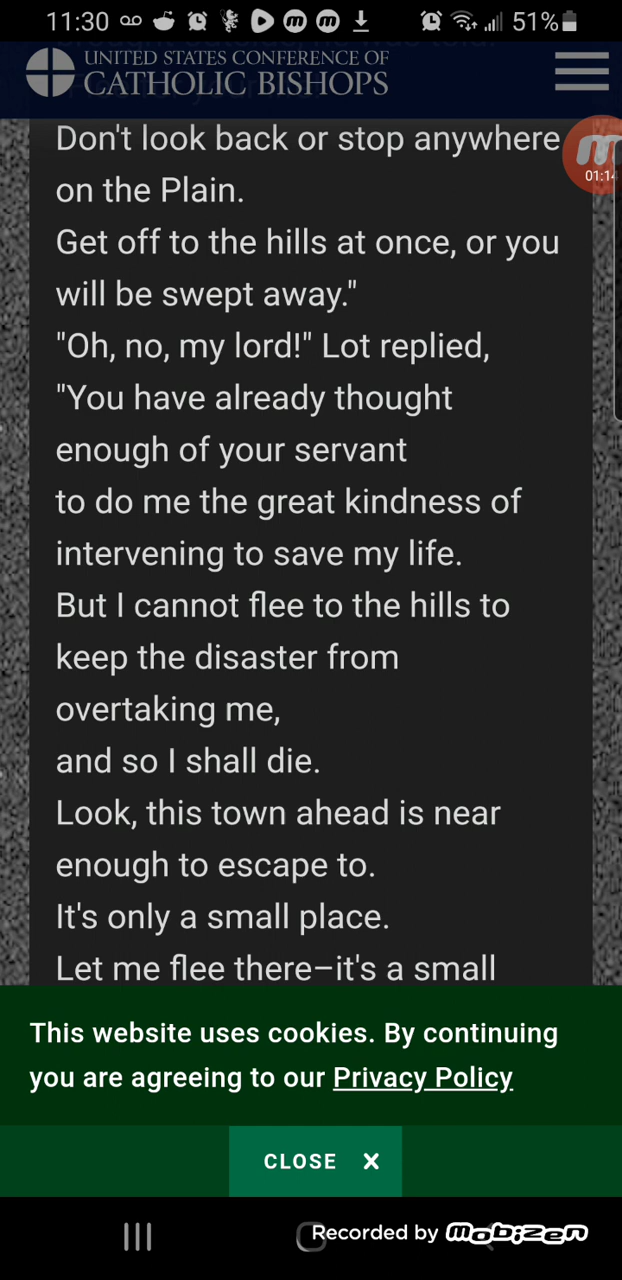 11:30
51%
UNITED STATES CONFERENCE OF
CATHOLIC BISHOPS
Don't look back or stop anywhere
01:14
on the Plain.
Get off to the hills at once, or you
will be swept away."
"Oh, no, my lord!" Lot replied,
"You have already thought
enough of your servant
to do me the great kindness of
intervening to save my life.
But I cannot flee to the hills to
keep the disaster from
overtaking me,
and so I shall die.
Look, this town ahead is near
enough to escape to.
It's only a small place.
Let me flee there–it's a small
This website uses cookies. By continuing
you are agreeing to our Privacy Policy
CLOSE X
Recorded by mobizen